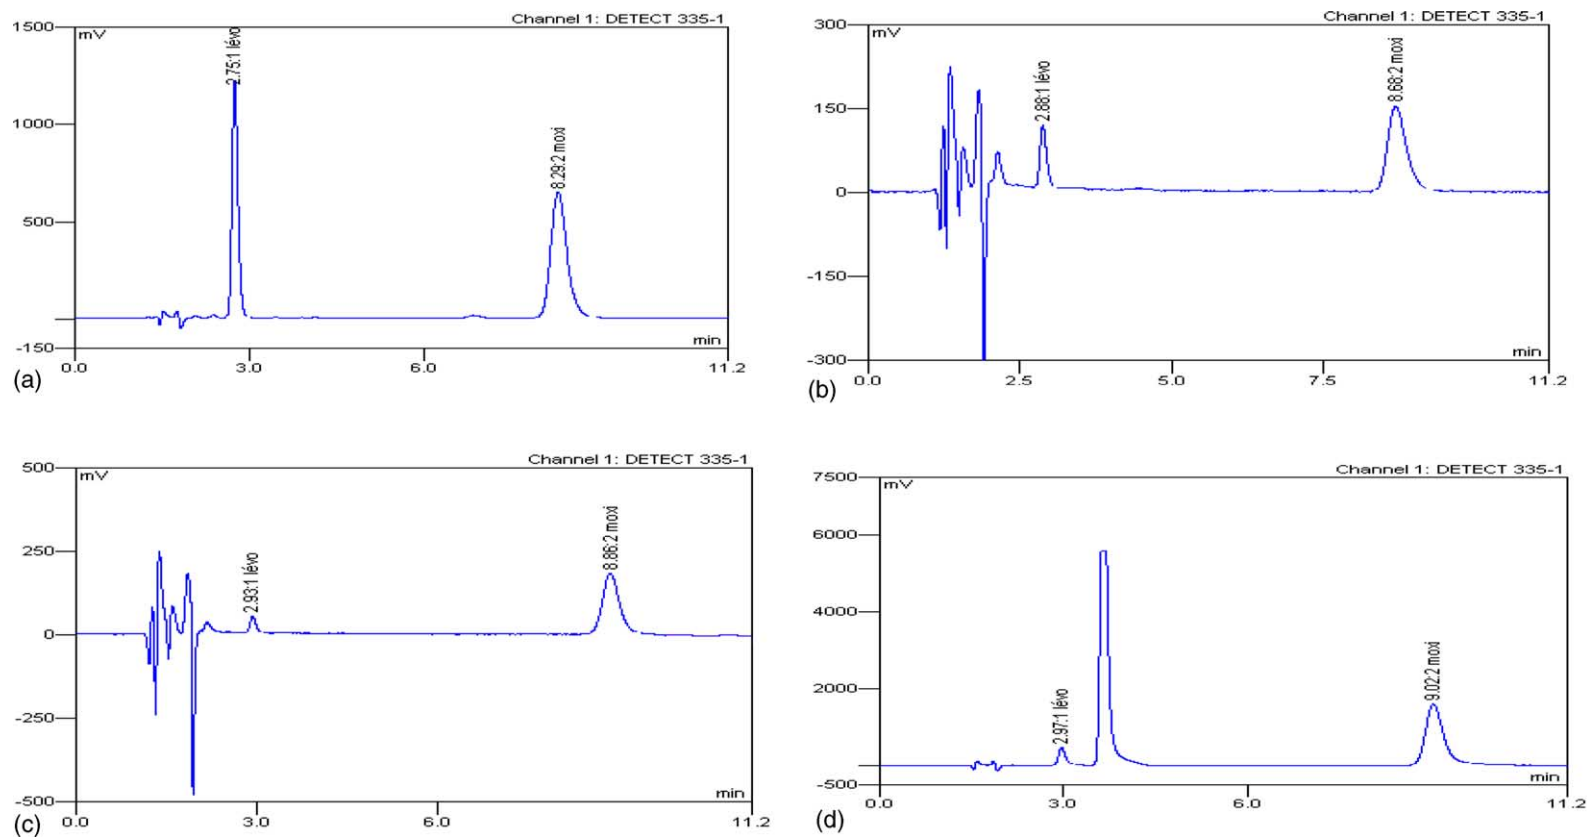 Channel 1: DETECT 335-1
1500
mV
2.75:1 lévo
1000
8.29:2 moxi
500
-150
min
0.0
3.0
6.0
11.2
(a)
Channel 1: DETECT 335-1
300
mV
2.88:1 lévo
8.68:2 moxi
150
0
-150
-300
min
0.0
2.5
5.0
7.5
11.2
(b)
Channel 1: DETECT 335-1
500
mV
2.93:1 lévo
8.86:2 moxi
250
0
-250
-500
min
0.0
3.0
6.0
11.2
(c)
Channel 1: DETECT 335-1
7500
mV
6000
4000
2.97:1 lévo
9.02:2 moxi
2000
-500
min
0.0
3.0
6.0
11.2
(d)